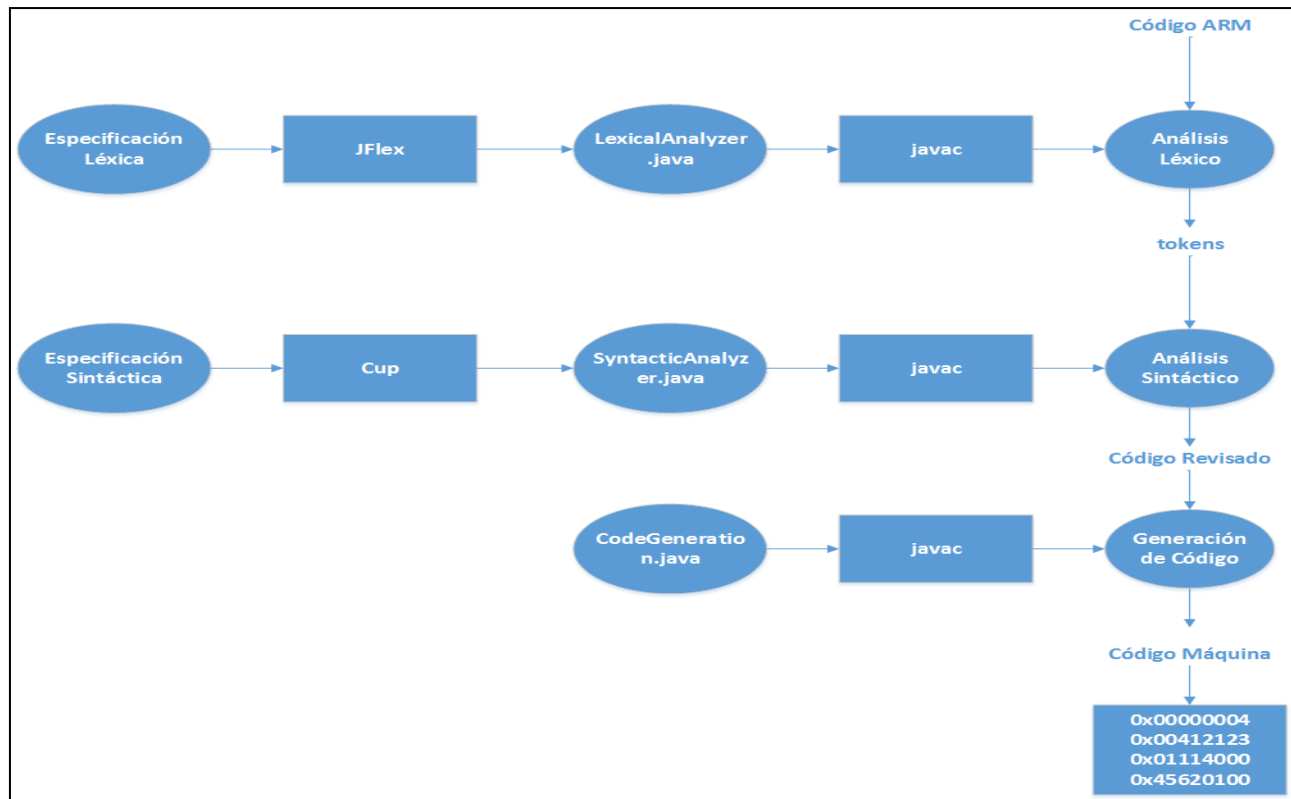 Código ARM
Especificación
Léxica
JFlex
LexicalAnalyzer
.java
javac
Análisis
Léxico
tokens
Especificación
Sintáctica
Cup
SyntacticAnalyz
er.java
javac
Análisis
Sintáctico
Código Revisado
CodeGeneratio
n.java
javac
Generación
de Código
Código Máquina
0x00000004
0x00412123
0x01114000
0x45620100